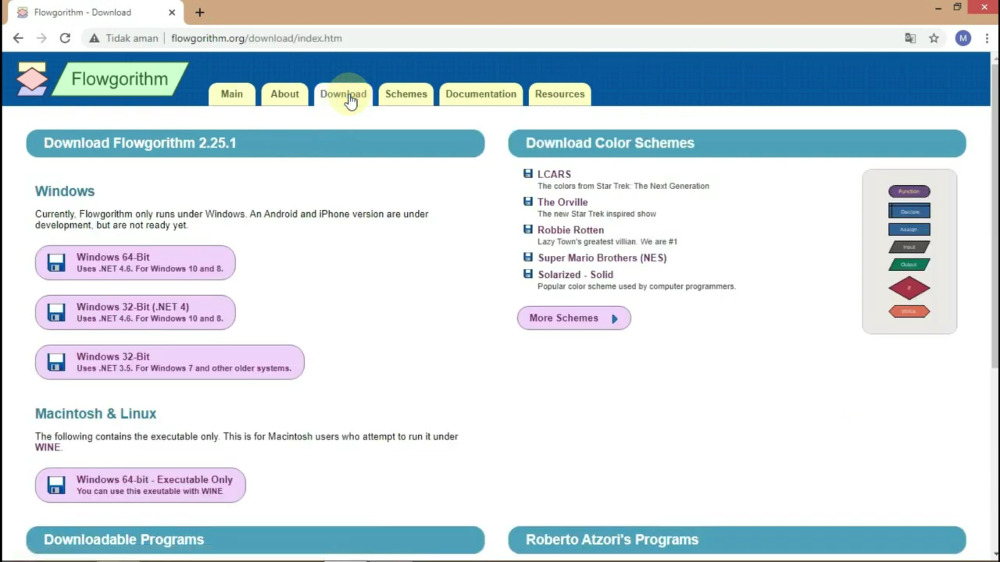 Flowgorithm - Download
Tidak aman
flowgorithm.org/download/index.htm
M
Flowgorithm
Main
About
Download
Schemes
Documentation
Resources
Download Flowgorithm 2.25.1
Windows
Currently, Flowgorithm only runs under Windows. An Android and iPhone version are under
development, but are not ready yet.
Windows 64-Bit
Uses .NET 4.6. For Windows 10 and 8.
Windows 32-Bit (.NET 4)
Uses .NET 4.6. For Windows 10 and 8.
Windows 32-Bit
Uses .NET 3.5. For Windows 7 and other older systems.
Macintosh & Linux
The following contains the executable only. This is for Macintosh users who attempt to run it under
WINE.
Windows 64-bit - Executable Only
You can use this exeutable with WINE
Downloadable Programs
Download Color Schemes
LCARS
The colors from Star Trek: The Next Generation
The Orville
The new Star Trek inspired show
Robbie Rotten
Lazy Town's greatest villian. We are #1
Super Mario Brothers (NES)
Solarized - Solid
Popular color scheme used by computer programmers.
More Schemes
Function
Declare
Assign
Input
Output
If
While
Roberto Atzori's Programs